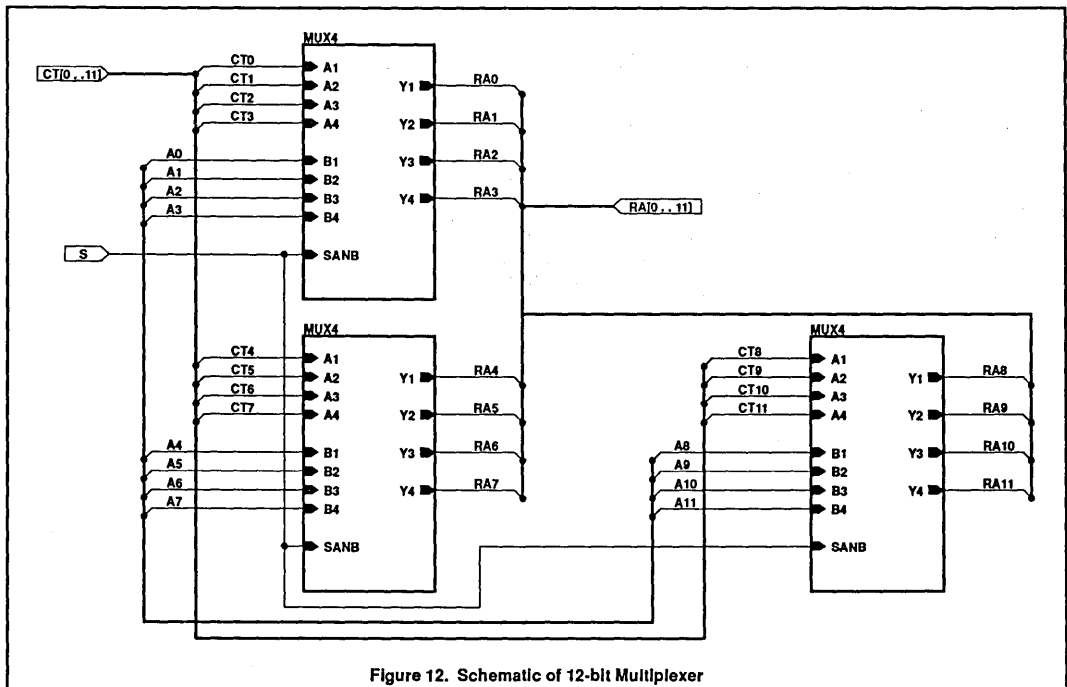 MUX4
CT[0..11]
CT0 A1
CT1 A2 Y1 RA0
CT2 A3
CT3 A4 Y2 RA1
A0 B1 Y3 RA2
A1 B2
A2 B3 Y4 RA3
A3 B4
RA[0..11]
S SANB
MUX4
CT4 A1
CT5 A2 Y1 RA4
CT6 A3
CT7 A4 Y2 RA5
A4 B1 Y3 RA6
A5 B2
A6 B3 Y4 RA7
A7 B4
SANB
MUX4
CT8 A1
CT9 A2 Y1 RA8
CT10 A3
CT11 A4 Y2 RA9
A8 B1 Y3 RA10
A9 B2
A10 B3 Y4 RA11
A11 B4
SANB
Figure 12. Schematic of 12-bit Multiplexer